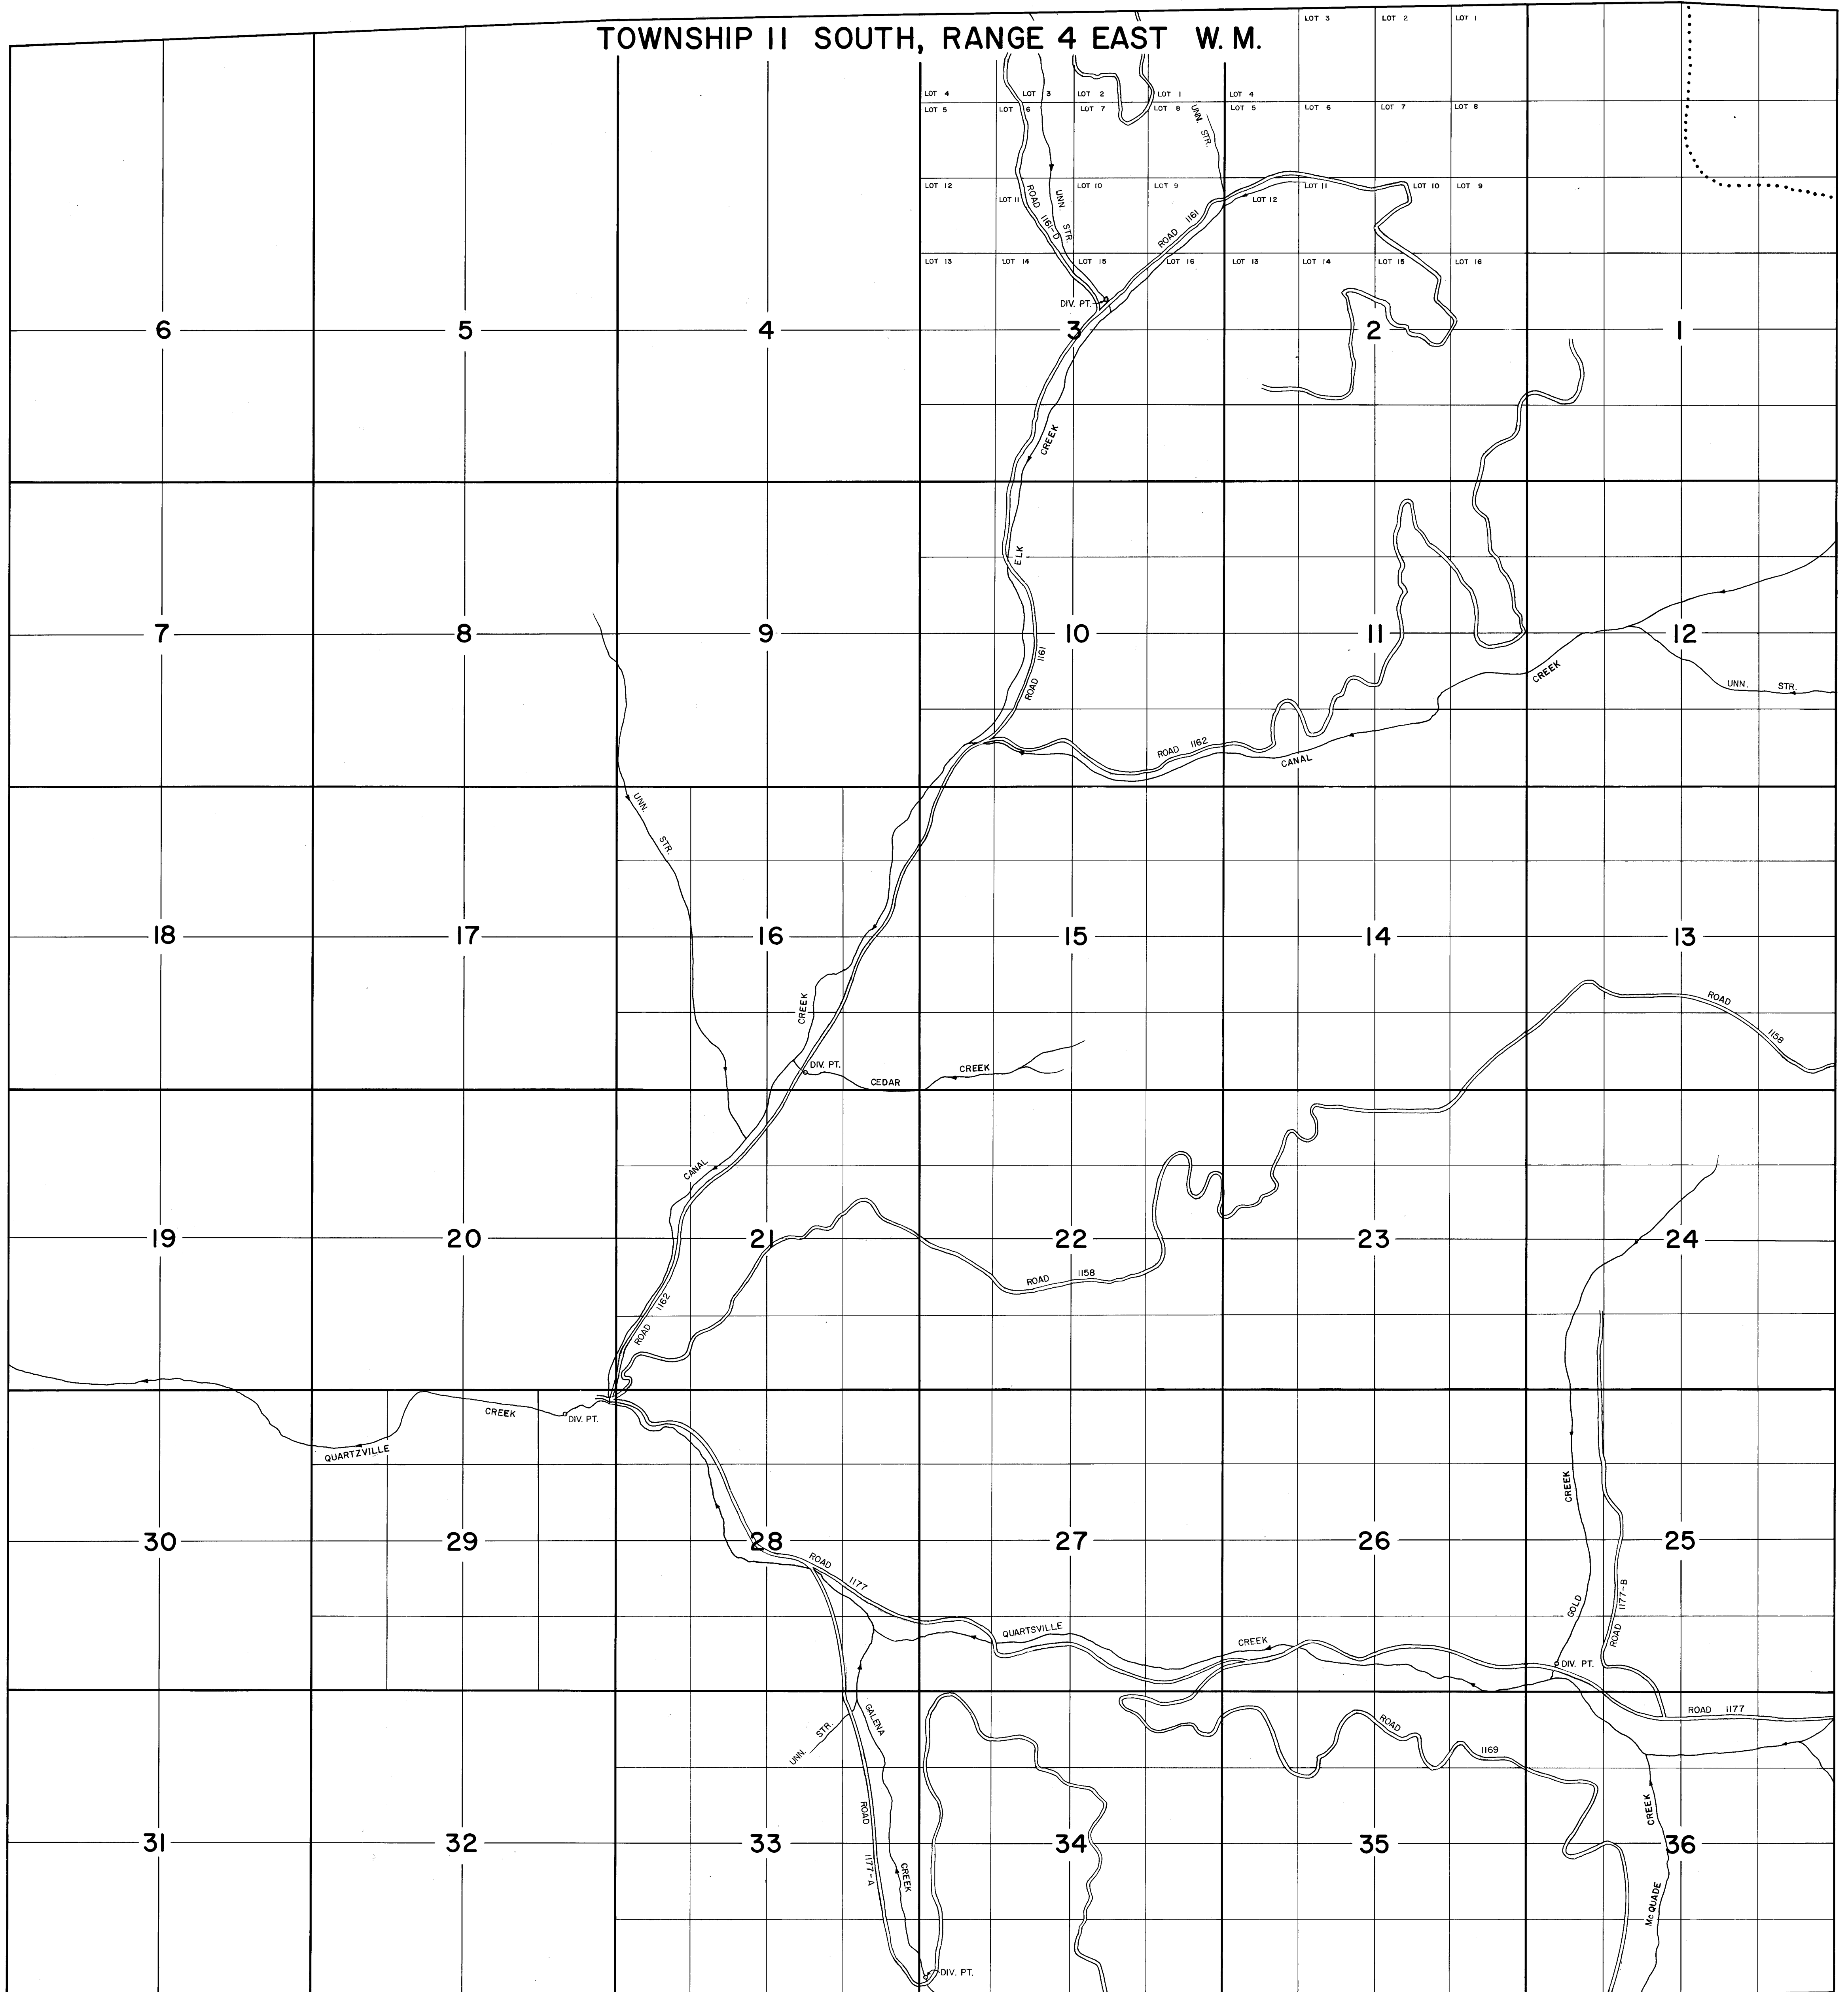 TOWNSHIP 11 SOUTH, RANGE 4 EAST W. M.
LOT 3 LOT 2 LOT 1
LOT 4 LOT 3 LOT 2 LOT 1 LOT 4
LOT 5 LOT 6 LOT 7 LOT 8 LOT 5 LOT 6 LOT 7 LOT 8
UNN. STR.
LOT 12 LOT 11 LOT 10 LOT 9 LOT 12 LOT 11 LOT 10 LOT 9
ROAD 1161-D
UNN. STR.
ROAD 1161
LOT 13 LOT 14 LOT 15 LOT 16 LOT 13 LOT 14 LOT 15 LOT 16
DIV. PT.
6 5 4 3 2 1
CREEK
ELK
7 8 9 10 11 12
ROAD 1161
CREEK
UNN. STR.
ROAD 1162
CANAL
UNN. STR.
18 17 16 15 14 13
CREEK
ROAD 1158
DIV. PT.
CEDAR CREEK
CANAL
19 20 21 22 23 24
ROAD 1158
ROAD 1162
CREEK
DIV. PT.
QUARTZVILLE
CREEK
30 29 28 27 26 25
ROAD 1177
GOLD
ROAD 1177-B
QUARTSVILLE
CREEK
DIV. PT.
GALENA
UNN. STR.
ROAD 1177
ROAD 1169
ROAD 1177-A
CREEK
31 32 33 34 35 36
CREEK
McQUADE
DIV. PT.